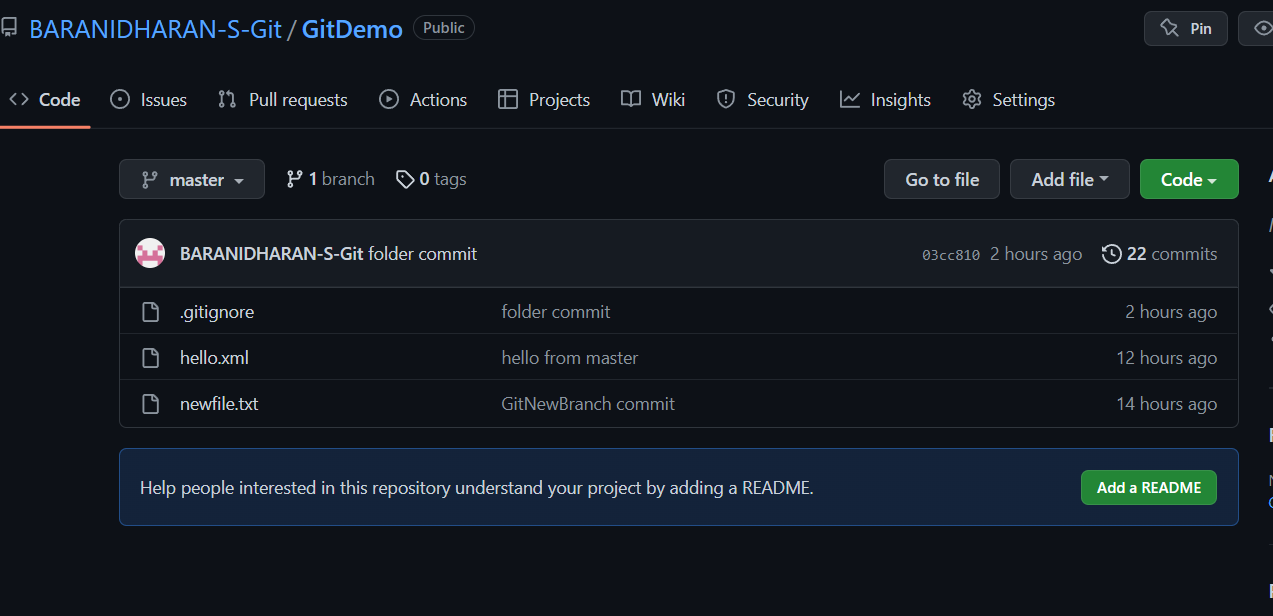 BARANIDHARAN-S-Git / GitDemo Public Pin
Code Issues Pull requests Actions Projects Wiki Security Insights Settings
master 1 branch 0 tags Go to file Add file Code
BARANIDHARAN-S-Git folder commit 03cc810 2 hours ago 22 commits
.gitignore folder commit 2 hours ago
hello.xml hello from master 12 hours ago
newfile.txt GitNewBranch commit 14 hours ago
Help people interested in this repository understand your project by adding a README. Add a README